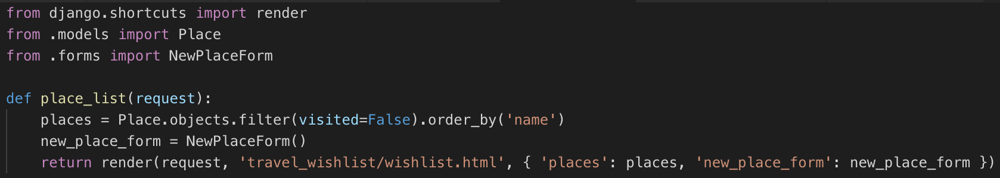 from django.shortcuts import render
from .models import Place
from .forms import NewPlaceForm
def place_list(request):
    places = Place.objects.filter(visited=False).order_by('name')
    new_place_form = NewPlaceForm()
    return render(request, 'travel_wishlist/wishlist.html', { 'places': places, 'new_place_form': new_place_form })